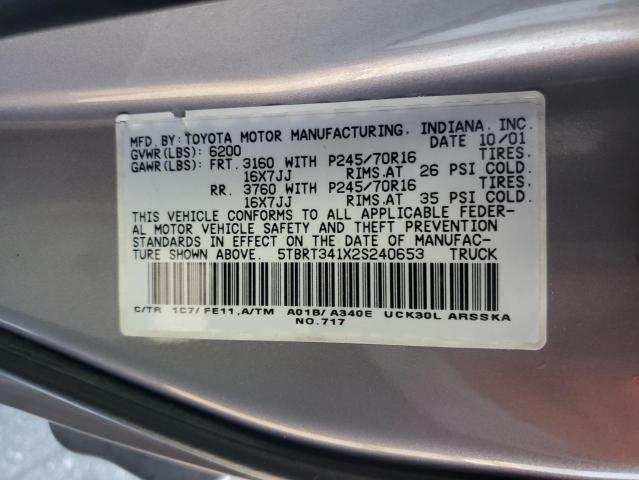 MFD. BY: TOYOTA MOTOR MANUFACTURING, INDIANA, INC.
GVWR(LBS): 6200 DATE 10/01
GAWR(LBS): FRT. 3160 WITH P245/70R16 TIRES.
16X7JJ RIMS.AT 26 PSI COLD.
RR. 3760 WITH P245/70R16 TIRES.
16X7JJ RIMS.AT 35 PSI COLD.
THIS VEHICLE CONFORMS TO ALL APPLICABLE FEDER-
AL MOTOR VEHICLE SAFETY AND THEFT PREVENTION
STANDARDS IN EFFECT ON THE DATE OF MANUFAC-
TURE SHOWN ABOVE. 5TBRT341X2S240653 TRUCK
C/TR 1C7/ FE11,A/TM A01B/ A340E UCK30L ARSSKA
NO.717